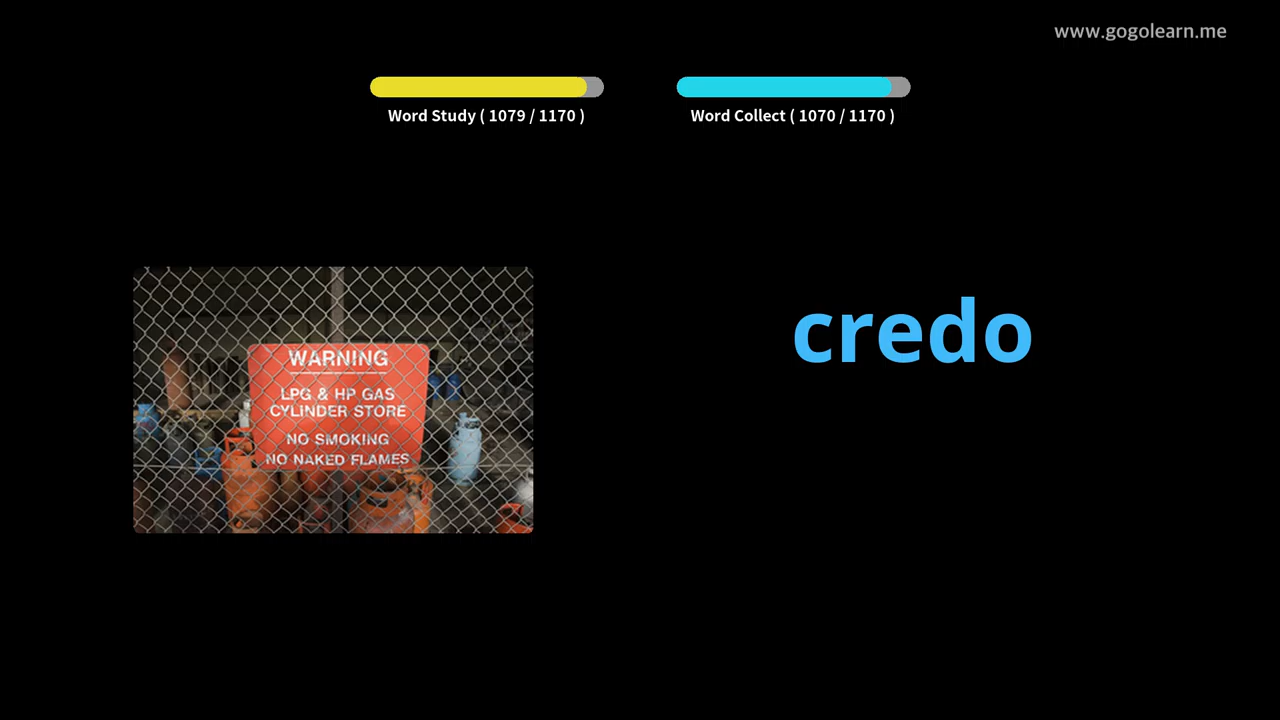 www.gogolearn.me
Word Study ( 1079 / 1170 )
Word Collect ( 1070 / 1170 )
WARNING
LPG & HP GAS
CYLINDER STORE
NO SMOKING
NO NAKED FLAMES
credo